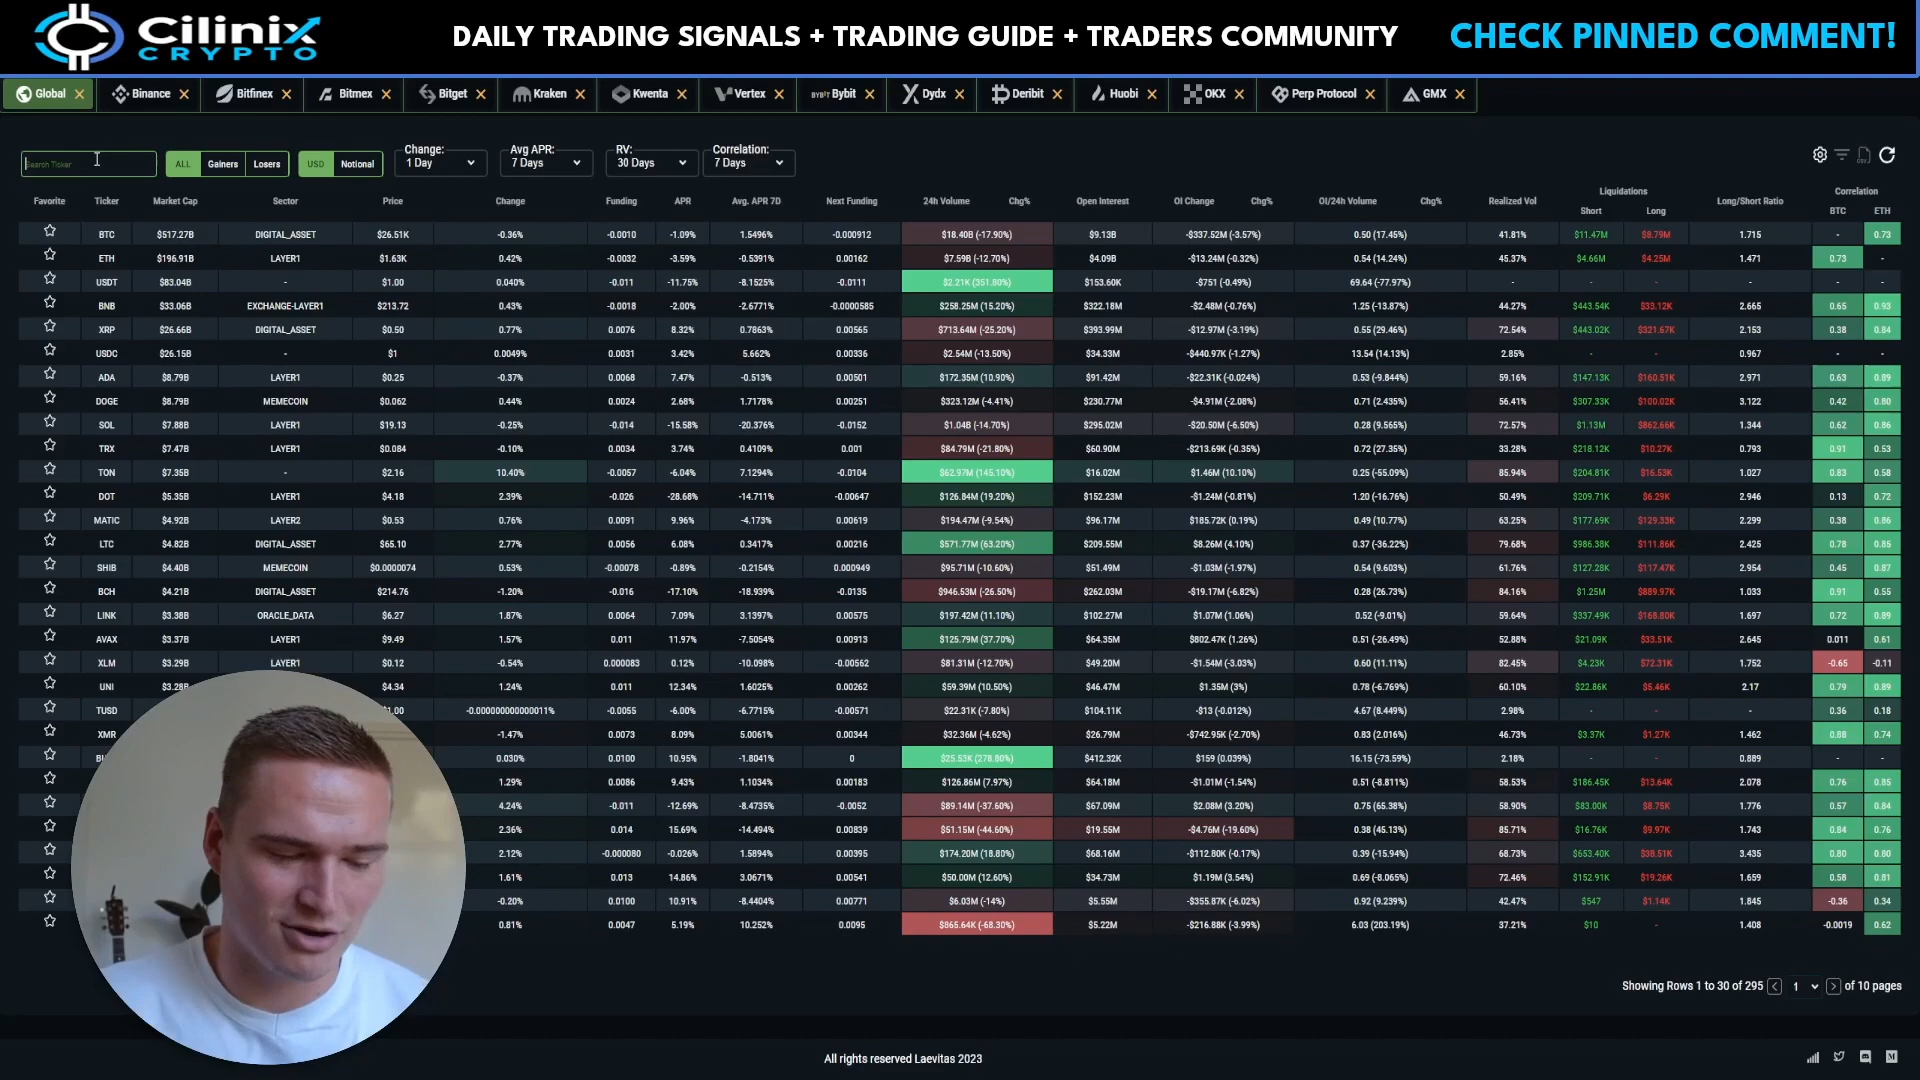 Cilinix
CRYPTO
DAILY TRADING SIGNALS + TRADING GUIDE + TRADERS COMMUNITY
CHECK PINNED COMMENT!
Global Binance Bitfinex Bitmex Bitget Kraken Kwenta Vertex BYBIT Bybit Dydx Deribit Huobi OKX Perp Protocol GMX
Change: Avg APR: RV: Correlation:
Search Ticker ALL Gainers Losers USD Notional 1 Day 7 Days 30 Days 7 Days
Liquidations Correlation
Favorite Ticker Market Cap Sector Price Change Funding APR Avg. APR 7D Next Funding 24h Volume Chg% Open Interest OI Change Chg% OI/24h Volume Chg% Realized Vol Short Long Long/Short Ratio BTC ETH
BTC $517.27B DIGITAL_ASSET $26.51K -0.36% -0.0010 -1.09% 1.5496% -0.000912 $18.40B (-17.90%) $9.13B -$337.52M (-3.57%) 0.50 (17.45%) 41.81% $11.47M $8.79M 1.715 - 0.73
ETH $196.91B LAYER1 $1.63K 0.42% -0.0032 -3.59% -0.5391% 0.00162 $7.59B (-12.70%) $4.09B -$13.24M (-0.32%) 0.54 (14.24%) 45.37% $4.66M $4.25M 1.471 0.73 -
USDT $83.04B - $1.00 0.040% -0.011 -11.75% -8.1525% -0.0111 $2.21K (351.80%) $153.60K -$751 (-0.49%) 69.64 (-77.97%) - - - - - -
BNB $33.06B EXCHANGE-LAYER1 $213.72 0.43% -0.0018 -2.00% -2.6771% -0.0000585 $258.25M (15.20%) $322.18M -$2.48M (-0.76%) 1.25 (-13.87%) 44.27% $443.54K $33.12K 2.665 0.65 0.93
XRP $26.66B DIGITAL_ASSET $0.50 0.77% 0.0076 8.32% 0.7863% 0.00565 $713.64M (-25.20%) $393.99M -$12.97M (-3.19%) 0.55 (29.46%) 72.54% $443.02K $321.67K 2.153 0.38 0.84
USDC $26.15B - $1 0.0049% 0.0031 3.42% 5.662% 0.00336 $2.54M (-13.50%) $34.33M -$440.97K (-1.27%) 13.54 (14.13%) 2.85% - - 0.967 - -
ADA $8.79B LAYER1 $0.25 -0.37% 0.0068 7.47% -0.513% 0.00501 $172.35M (10.90%) $91.42M -$22.31K (-0.024%) 0.53 (-9.844%) 59.16% $147.13K $160.51K 2.971 0.63 0.89
DOGE $8.79B MEMECOIN $0.062 0.44% 0.0024 2.68% 1.7178% 0.00251 $323.12M (-4.41%) $230.77M -$4.91M (-2.08%) 0.71 (2.435%) 56.41% $307.33K $100.02K 3.122 0.42 0.80
SOL $7.88B LAYER1 $19.13 -0.25% -0.014 -15.58% -20.376% -0.0152 $1.04B (-14.70%) $295.02M -$20.50M (-6.50%) 0.28 (9.565%) 72.57% $1.13M $862.66K 1.344 0.62 0.86
TRX $7.47B LAYER1 $0.084 -0.10% 0.0034 3.74% 0.4109% 0.001 $84.79M (-21.80%) $60.90M -$213.69K (-0.35%) 0.72 (27.35%) 33.28% $218.12K $10.27K 0.793 0.91 0.53
TON $7.35B - $2.16 10.40% -0.0057 -6.04% 7.1294% -0.0104 $62.97M (145.10%) $16.02M $1.46M (10.10%) 0.25 (-55.09%) 85.94% $204.81K $16.53K 1.027 0.83 0.58
DOT $5.35B LAYER1 $4.18 2.39% -0.026 -28.68% -14.711% -0.00647 $126.84M (19.20%) $152.23M -$1.24M (-0.81%) 1.20 (-16.76%) 50.49% $209.71K $6.29K 2.946 0.13 0.72
MATIC $4.92B LAYER2 $0.53 0.76% 0.0091 9.96% -4.173% 0.00619 $194.47M (-9.54%) $96.17M $185.72K (0.19%) 0.49 (10.77%) 63.25% $177.69K $129.33K 2.299 0.38 0.86
LTC $4.82B DIGITAL_ASSET $65.10 2.77% 0.0056 6.08% 0.3417% 0.00216 $571.77M (63.20%) $209.55M $8.26M (4.10%) 0.37 (-36.22%) 79.68% $986.38K $111.86K 2.425 0.78 0.85
SHIB $4.40B MEMECOIN $0.0000074 0.53% -0.00078 -0.89% -0.2154% 0.000949 $95.71M (-10.60%) $51.49M -$1.03M (-1.97%) 0.54 (9.603%) 61.76% $127.28K $117.47K 2.954 0.45 0.87
BCH $4.21B DIGITAL_ASSET $214.76 -1.20% -0.016 -17.10% -18.939% -0.0135 $946.53M (-26.50%) $262.03M -$19.17M (-6.82%) 0.28 (26.73%) 84.16% $1.25M $889.97K 1.033 0.91 0.55
LINK $3.38B ORACLE_DATA $6.27 1.87% 0.0064 7.09% 3.1397% 0.00575 $197.42M (11.10%) $102.27M $1.07M (1.06%) 0.52 (-9.01%) 59.64% $337.49K $168.80K 1.697 0.72 0.89
AVAX $3.37B LAYER1 $9.49 1.57% 0.011 11.97% -7.5054% 0.00913 $125.79M (37.70%) $64.35M $802.47K (1.26%) 0.51 (-26.49%) 52.88% $21.09K $33.51K 2.645 0.011 0.61
XLM $3.29B LAYER1 $0.12 -0.54% 0.000083 0.12% -10.098% -0.00562 $81.31M (-12.70%) $49.20M -$1.54M (-3.03%) 0.60 (11.11%) 82.45% $4.23K $72.31K 1.752 -0.65 -0.11
UNI $3.28B $4.34 1.24% 0.011 12.34% 1.6025% 0.00262 $59.39M (10.50%) $46.47M $1.35M (3%) 0.78 (-6.769%) 60.10% $22.86K $5.46K 2.17 0.79 0.89
TUSD $1.00 -0.000000000000011% -0.0055 -6.00% -6.7715% -0.00571 $22.31K (-7.80%) $104.11K -$13 (-0.012%) 4.67 (8.449%) 2.98% - - - 0.36 0.18
XMR -1.47% 0.0073 8.09% 5.0061% 0.00344 $32.36M (-4.62%) $26.79M -$742.95K (-2.70%) 0.83 (2.016%) 46.73% $3.37K $1.27K 1.462 0.88 0.74
0.030% 0.0100 10.95% -1.8041% 0 $25.53K (278.80%) $412.32K $159 (0.039%) 16.15 (-73.59%) 2.18% - - 0.889 - -
1.29% 0.0086 9.43% 1.1034% 0.00183 $126.86M (7.97%) $64.18M -$1.01M (-1.54%) 0.51 (-8.811%) 58.53% $186.45K $13.64K 2.078 0.76 0.85
4.24% -0.011 -12.69% -8.4735% -0.0052 $89.14M (-37.60%) $67.09M $2.08M (3.20%) 0.75 (65.38%) 58.90% $83.00K $8.75K 1.776 0.57 0.84
2.36% 0.014 15.69% -14.494% 0.00839 $51.15M (-44.60%) $19.55M -$4.76M (-19.60%) 0.38 (45.13%) 85.71% $16.76K $9.97K 1.743 0.84 0.76
2.12% -0.000080 -0.026% 1.5894% 0.00395 $174.20M (18.80%) $68.16M -$112.80K (-0.17%) 0.39 (-15.94%) 68.73% $653.40K $38.51K 3.435 0.80 0.80
1.61% 0.013 14.86% 3.0671% 0.00541 $50.00M (12.60%) $34.73M $1.19M (3.54%) 0.69 (-8.065%) 72.46% $152.91K $19.26K 1.659 0.58 0.81
-0.20% 0.0100 10.91% -8.4404% 0.00771 $6.03M (-14%) $5.55M -$355.87K (-6.02%) 0.92 (9.239%) 42.47% $547 $1.14K 1.845 -0.36 0.34
0.81% 0.0047 5.19% 10.252% 0.0095 $865.64K (-68.30%) $5.22M -$216.88K (-3.99%) 6.03 (203.19%) 37.21% $10 - 1.408 -0.0019 0.62
Showing Rows 1 to 30 of 295 1 of 10 pages
All rights reserved Laevitas 2023